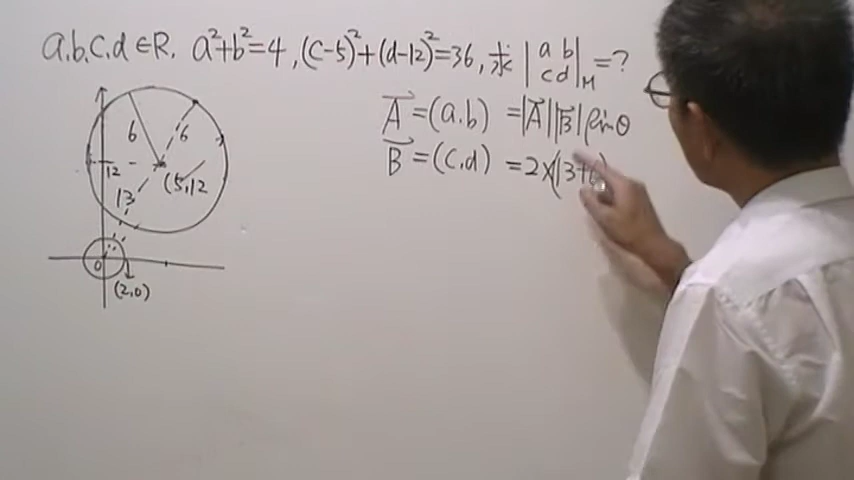 a.b.c.d ∈R. a²+b²=4, (c-5)²+(d-12)²=36, 求 |a b| =?
|c d|M
A=(a.b) =|A||B|sinθ
B=(c,d) =2×(13+6)
6 6
12
(5,12
13
0
(2,0)